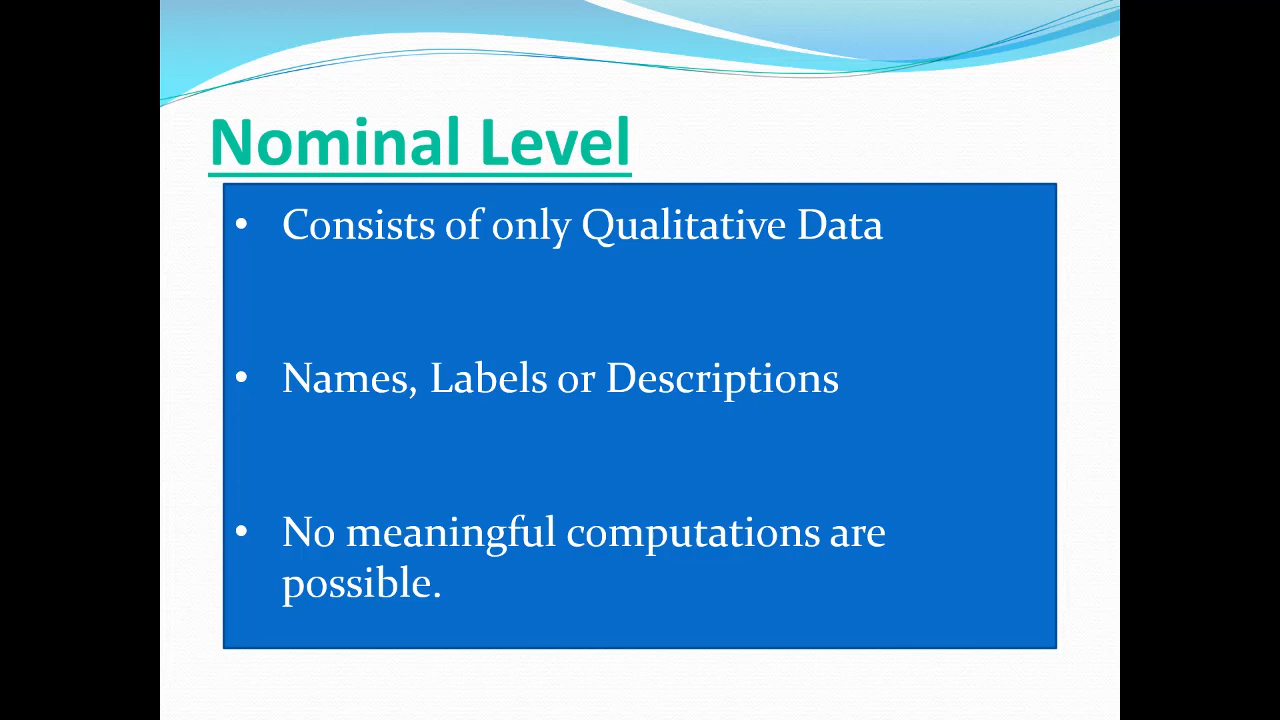 Nominal Level
• Consists of only Qualitative Data
• Names, Labels or Descriptions
• No meaningful computations are
possible.